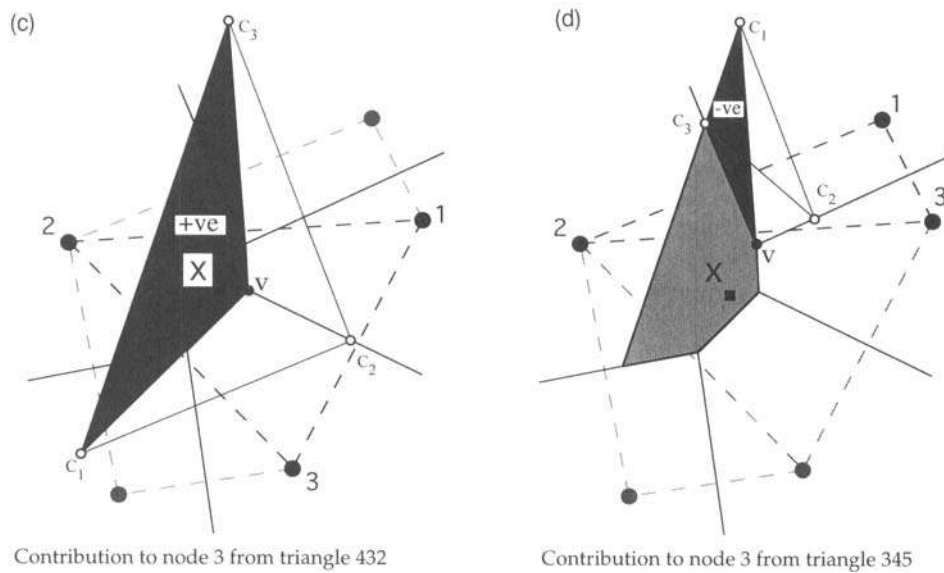 (c)
C3
2
+ve
1
X
v
C2
C1
3
Contribution to node 3 from triangle 432
(d)
C1
-ve
1
C3
C2
3
2
v
X
Contribution to node 3 from triangle 345